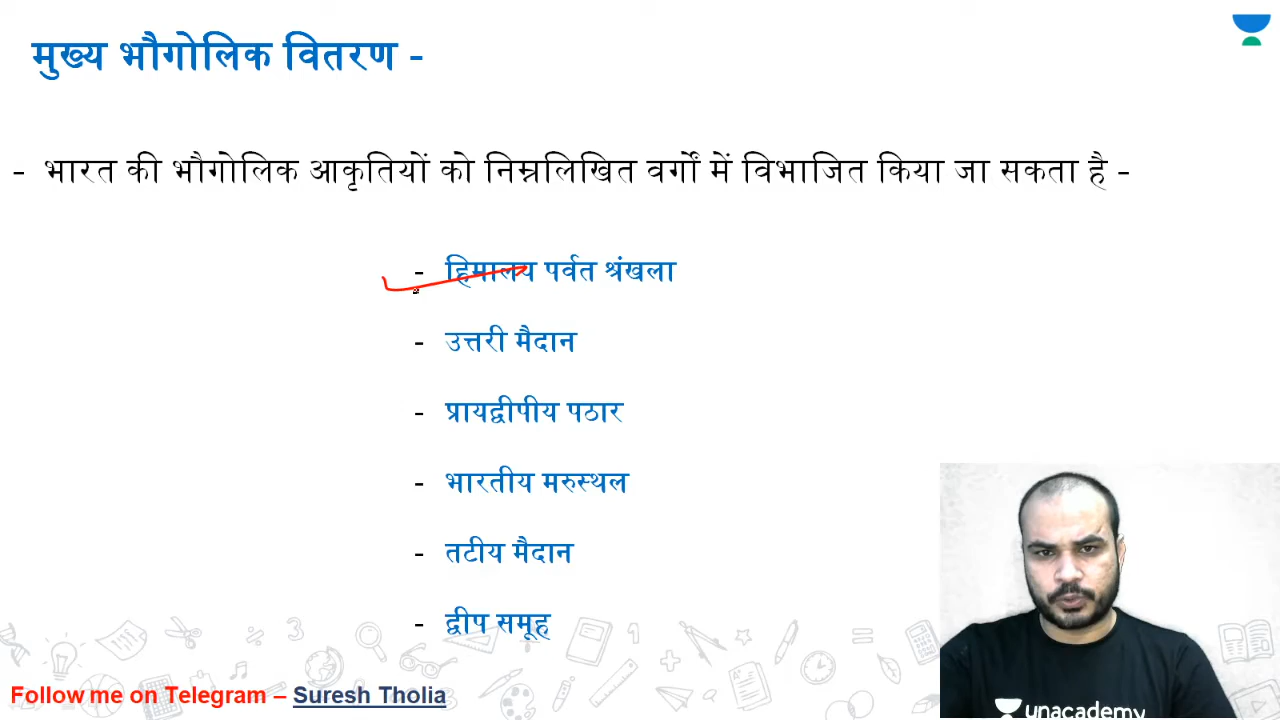 मुख्य भौगोलिक वितरण -
- भारत की भौगोलिक आकृतियों को निम्नलिखित वर्गों में विभाजित किया जा सकता है -
- हिमालय पर्वत श्रंखला
- उत्तरी मैदान
- प्रायद्वीपीय पठार
- भारतीय मरुस्थल
- तटीय मैदान
- द्वीप समूह
Follow me on Telegram – Suresh Tholia
unacademy